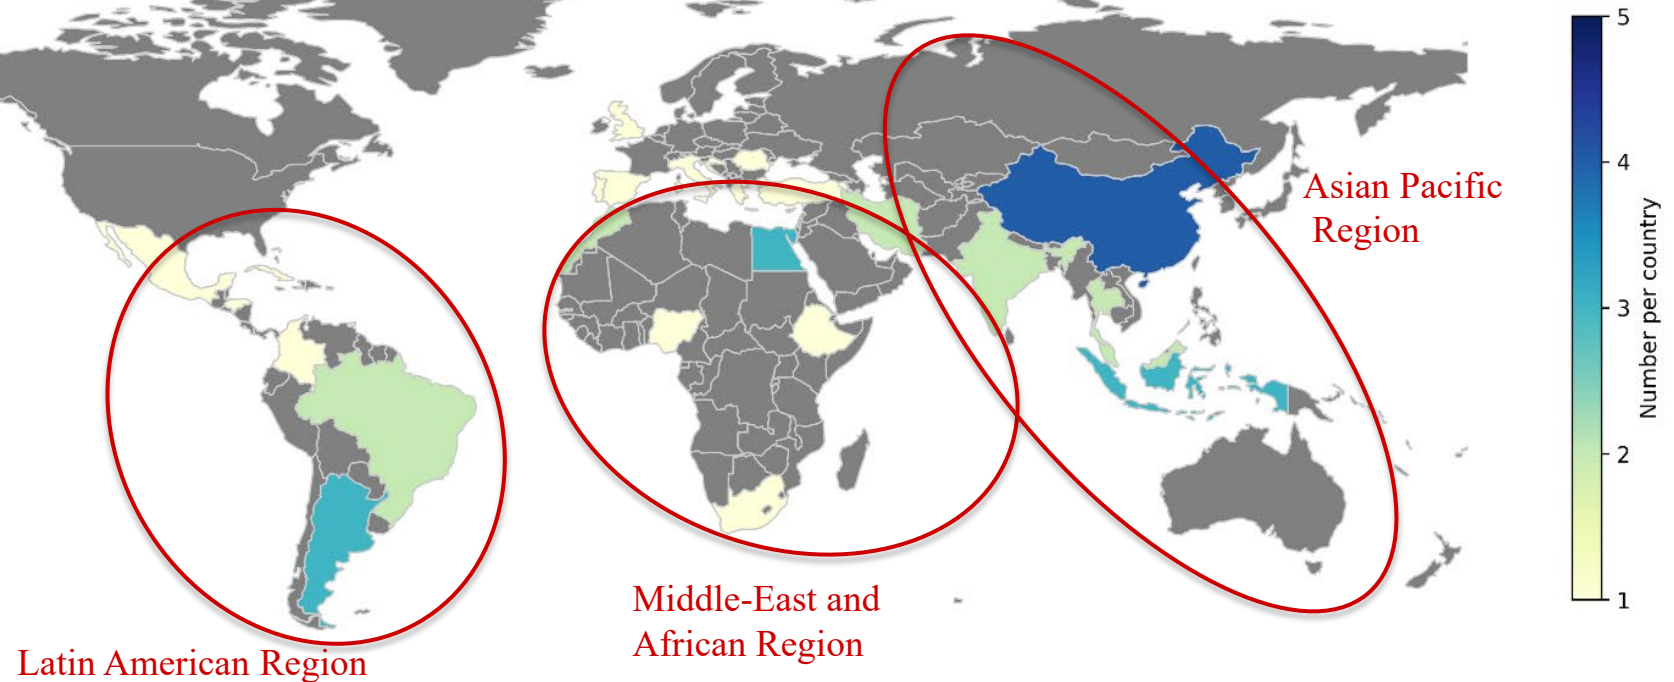 5
4
3
2
1
Number per country
Asian Pacific
Region
Middle-East and
African Region
Latin American Region